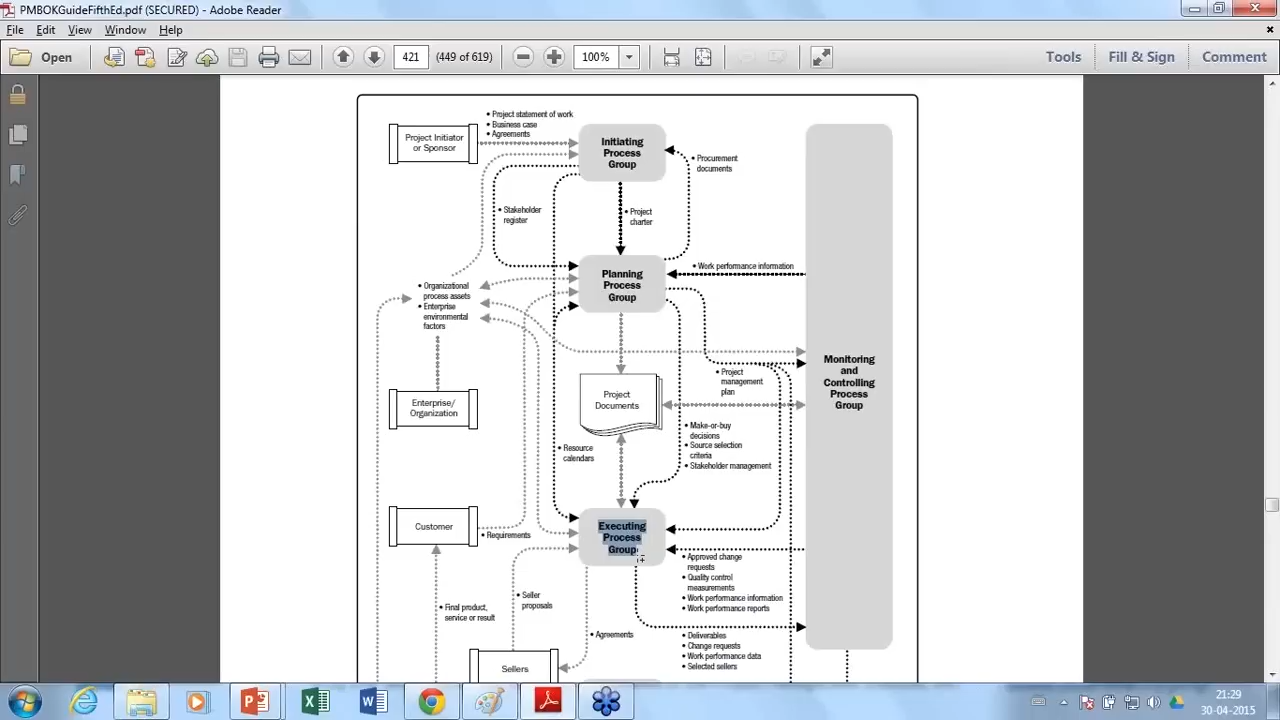 PMBOKGuideFifthEd.pdf (SECURED) - Adobe Reader
File Edit View Window Help
Open 421 (449 of 619) 100% Tools Fill & Sign Comment
• Project statement of work
• Business case
• Agreements
Project Initiator
or Sponsor
Initiating
Process
Group
• Procurement
documents
• Stakeholder
register
• Project
charter
Planning
Process
Group
• Work performance information
• Organizational
process assets
• Enterprise
environmental
factors
Monitoring
and
Controlling
Process
Group
• Project
management
plan
Project
Documents
Enterprise/
Organization
• Make-or-buy
decisions
• Source selection
criteria
• Stakeholder management
• Resource
calendars
Customer
• Requirements
Executing
Process
Group
• Approved change
requests
• Quality control
measurements
• Work performance information
• Work performance reports
• Seller
proposals
• Final product,
service or result
• Agreements
• Deliverables
• Change requests
• Work performance data
• Selected sellers
Sellers
21:29
30-04-2015